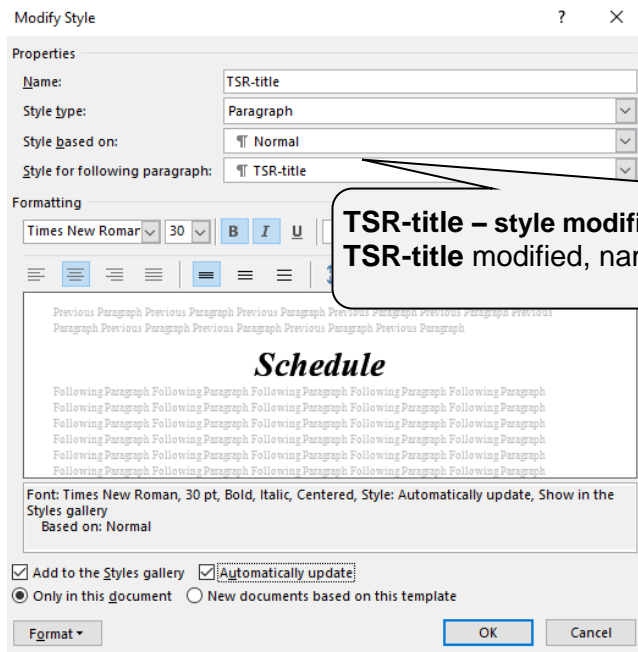 Modify Style ? ×
Properties
Name: TSR-title
Style type: Paragraph
Style based on: ¶ Normal
Style for following paragraph: ¶ TSR-title
Formatting
Times New Roman 30 B I U
TSR-title – style modifi
TSR-title modified, nar
Previous Paragraph Previous Paragraph Previous Paragraph Previous Paragraph Previous Paragraph Previous
Paragraph Previous Paragraph Previous Paragraph Previous Paragraph Previous Paragraph
Schedule
Following Paragraph Following Paragraph Following Paragraph Following Paragraph Following Paragraph
Following Paragraph Following Paragraph Following Paragraph Following Paragraph Following Paragraph
Following Paragraph Following Paragraph Following Paragraph Following Paragraph Following Paragraph
Following Paragraph Following Paragraph Following Paragraph Following Paragraph Following Paragraph
Following Paragraph Following Paragraph Following Paragraph Following Paragraph Following Paragraph
Following Paragraph Following Paragraph Following Paragraph Following Paragraph Following Paragraph
Font: Times New Roman, 30 pt, Bold, Italic, Centered, Style: Automatically update, Show in the
Styles gallery
Based on: Normal
Add to the Styles gallery Automatically update
Only in this document New documents based on this template
Format OK Cancel